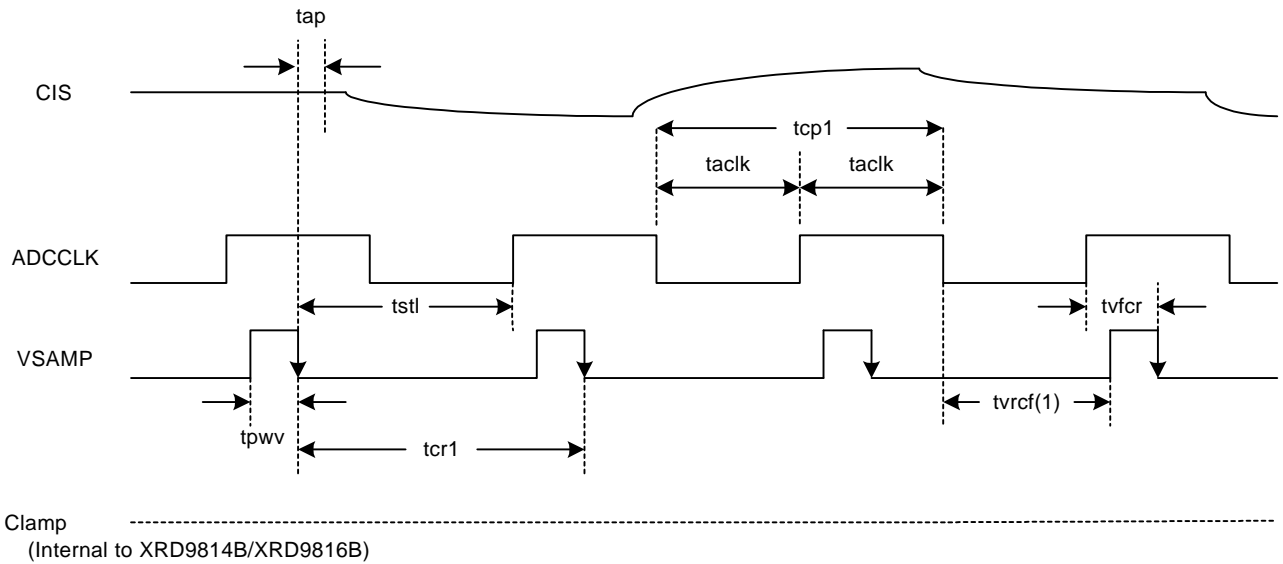 tap
CIS
tcp1
taclk taclk
ADCCLK
tstl
tvfcr
VSAMP
tvrcf(1)
tpwv
tcr1
Clamp
(Internal to XRD9814B/XRD9816B)